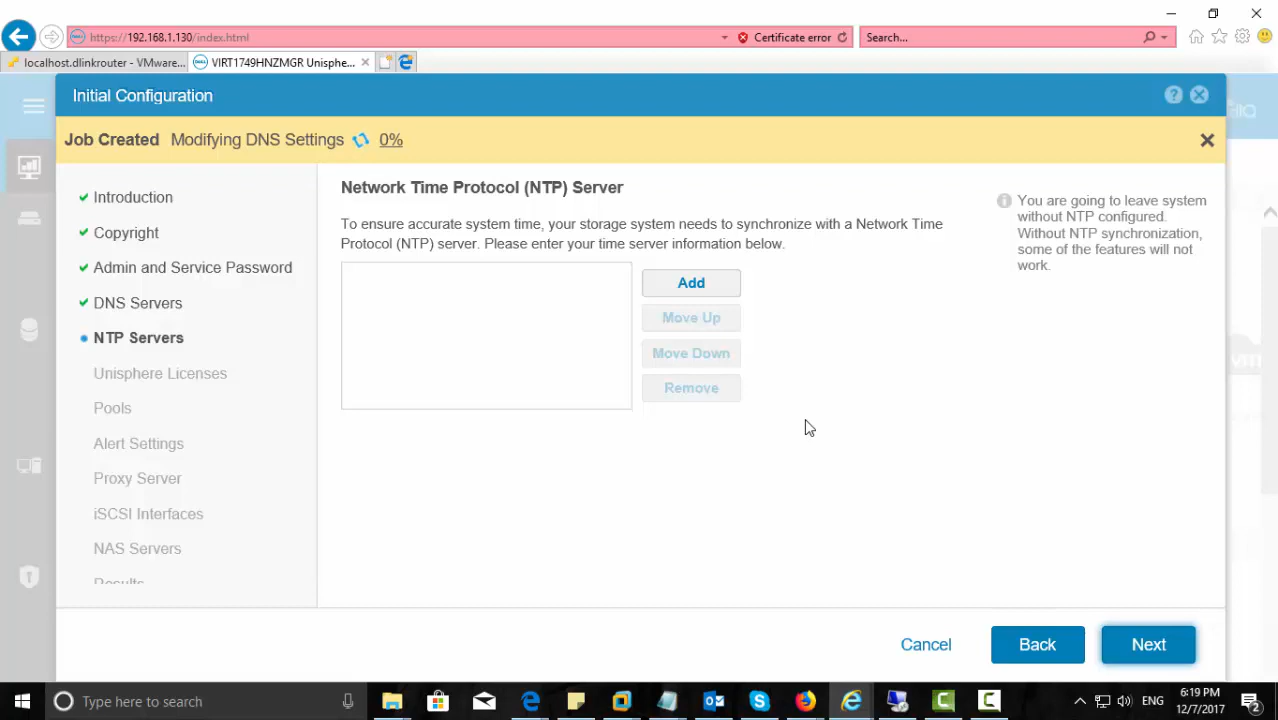 https://192.168.1.130/index.html
Certificate error
Search...
localhost.dlinkrouter - VMware...
VIRT1749HNZMGR Unisphe...
Initial Configuration
Job Created Modifying DNS Settings 0%
Introduction
Copyright
Admin and Service Password
DNS Servers
NTP Servers
Unisphere Licenses
Pools
Alert Settings
Proxy Server
iSCSI Interfaces
NAS Servers
Results
Network Time Protocol (NTP) Server
To ensure accurate system time, your storage system needs to synchronize with a Network Time
Protocol (NTP) server. Please enter your time server information below.
Add
Move Up
Move Down
Remove
You are going to leave system
without NTP configured.
Without NTP synchronization,
some of the features will not
work.
Cancel
Back
Next
Type here to search
ENG
6:19 PM
12/7/2017
2